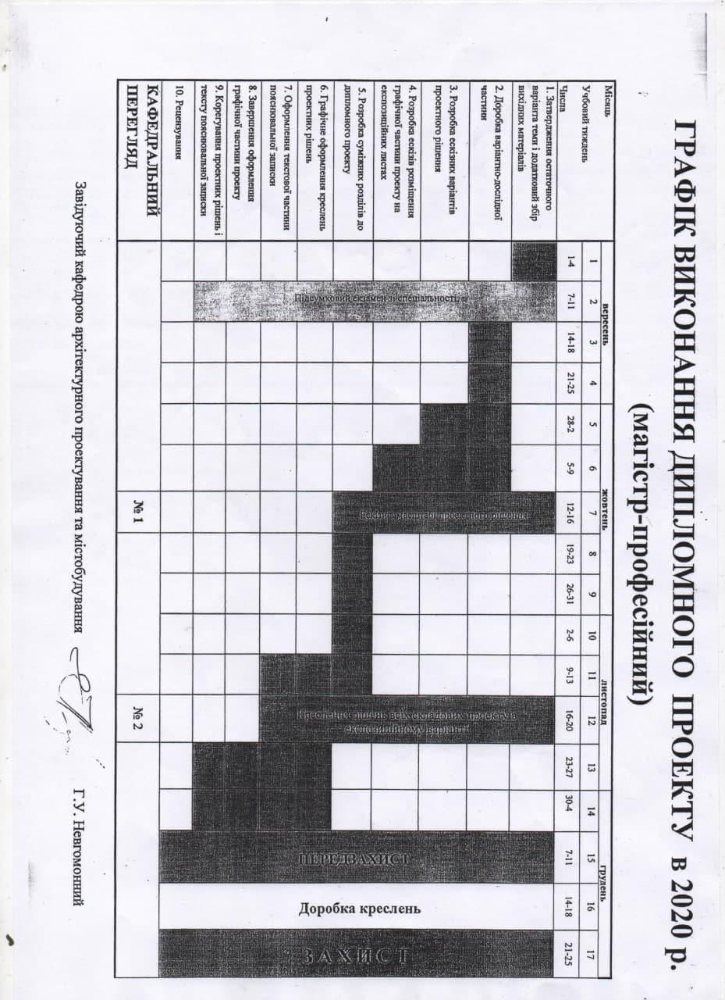 ГРАФІК ВИКОНАННЯ ДИПЛОМНОГО ПРОЕКТУ в 2020 р.
(магістр-професійний)
Місяць вересень жовтень листопад грудень
Учбовий тиждень 1 2 3 4 5 6 7 8 9 10 11 12 13 14 15 16 17
Числа 1-4 7-11 14-18 21-25 28-2 5-9 12-16 19-23 26-31 2-6 9-13 16-20 23-27 30-4 7-11 14-18 21-25
1. Затвердження остаточного
варіанта теми і додатковий збір
вихідних матеріалів
2. Доробка варіантно-дослідної
частини
3. Розробка ескізних варіантів
проектного рішення
4. Розробка ескізів розміщення
графічної частини проекту на
експозиційних листах
5. Розробка суміжних розділів до
дипломного проекту
6. Графічне оформлення креслень
проектних рішень
7. Оформлення текстової частини
пояснювальної записки
8. Завершення оформлення
графічної частини проекту
9. Корегування проектних рішень і
тексту пояснювальної записки
10. Рецензування
Підсумковий екзамен зі спеціальності
Ескізи в масштабі проектного рішення
Креслення рішень всіх складових проекту в
експозиційному варіанті
ПЕРЕДЗАХИСТ
Доробка креслень
ЗАХИСТ
КАФЕДРАЛЬНИЙ
ПЕРЕГЛЯД
№ 1
№ 2
Завідуючий кафедрою архітектурного проектування та містобудування Г.У. Невгомонний